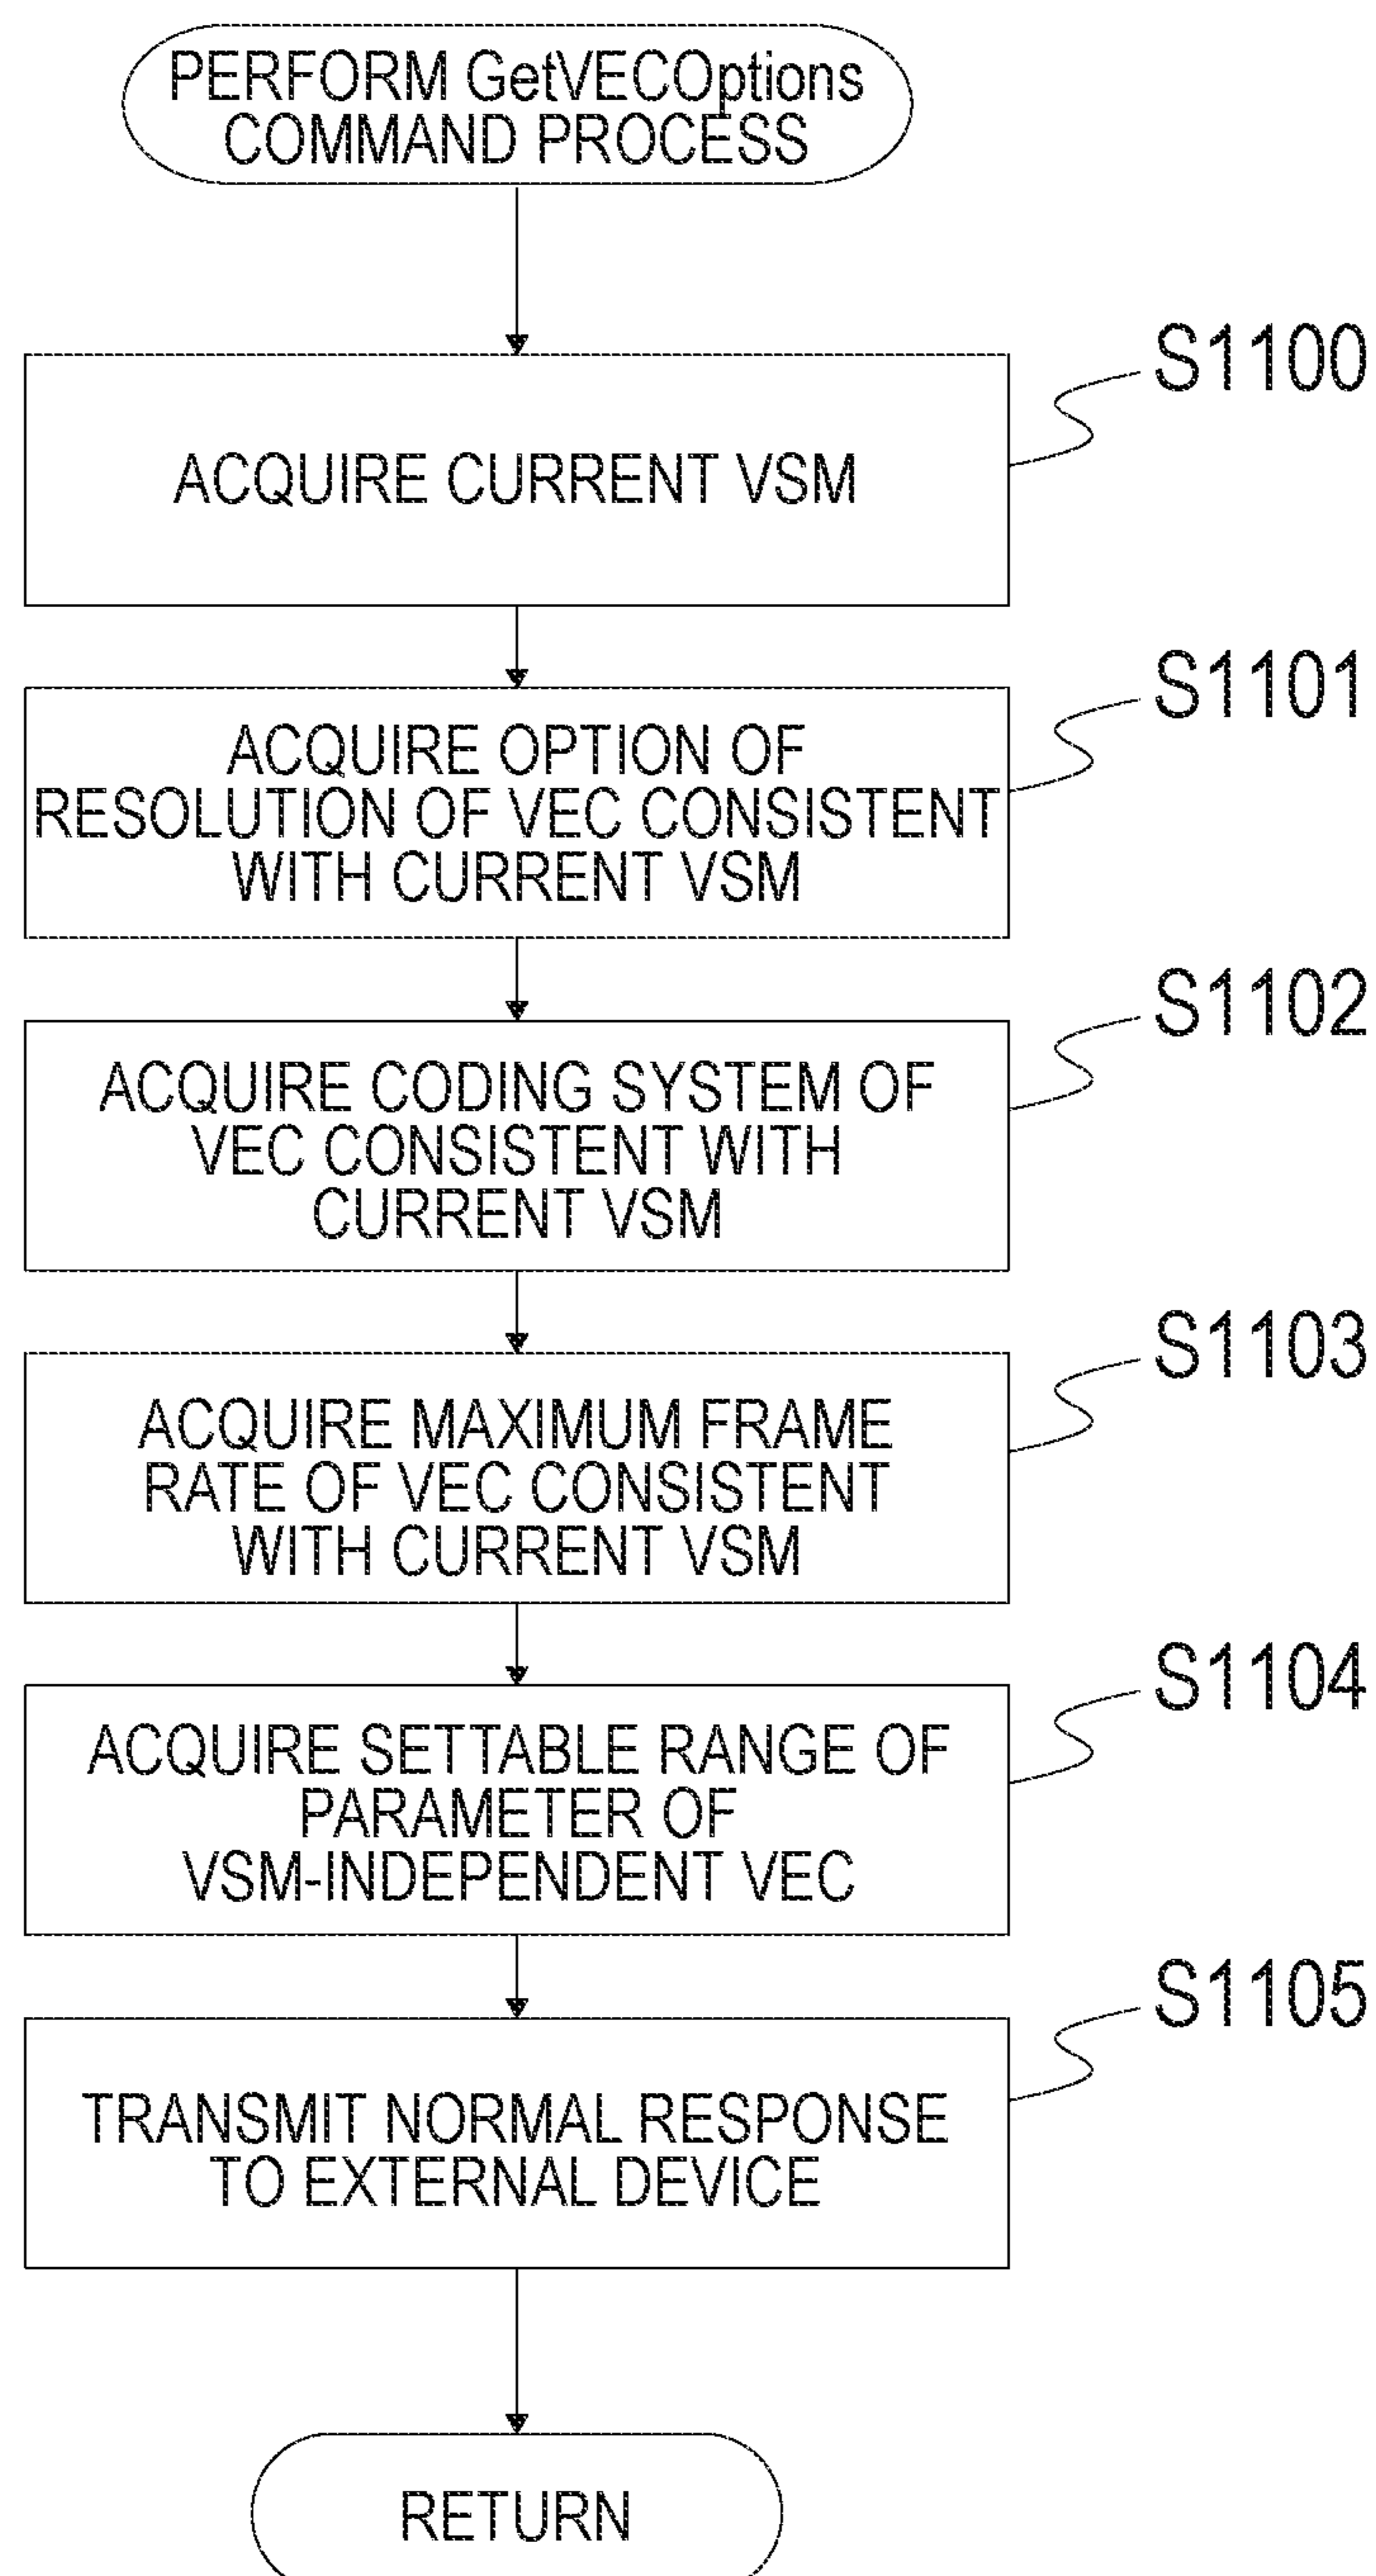 PERFORM GetVECOptions
COMMAND PROCESS
S1100
ACQUIRE CURRENT VSM
S1101
ACQUIRE OPTION OF
RESOLUTION OF VEC CONSISTENT
WITH CURRENT VSM
S1102
ACQUIRE CODING SYSTEM OF
VEC CONSISTENT WITH
CURRENT VSM
S1103
ACQUIRE MAXIMUM FRAME
RATE OF VEC CONSISTENT
WITH CURRENT VSM
S1104
ACQUIRE SETTABLE RANGE OF
PARAMETER OF
VSM-INDEPENDENT VEC
S1105
TRANSMIT NORMAL RESPONSE
TO EXTERNAL DEVICE
RETURN